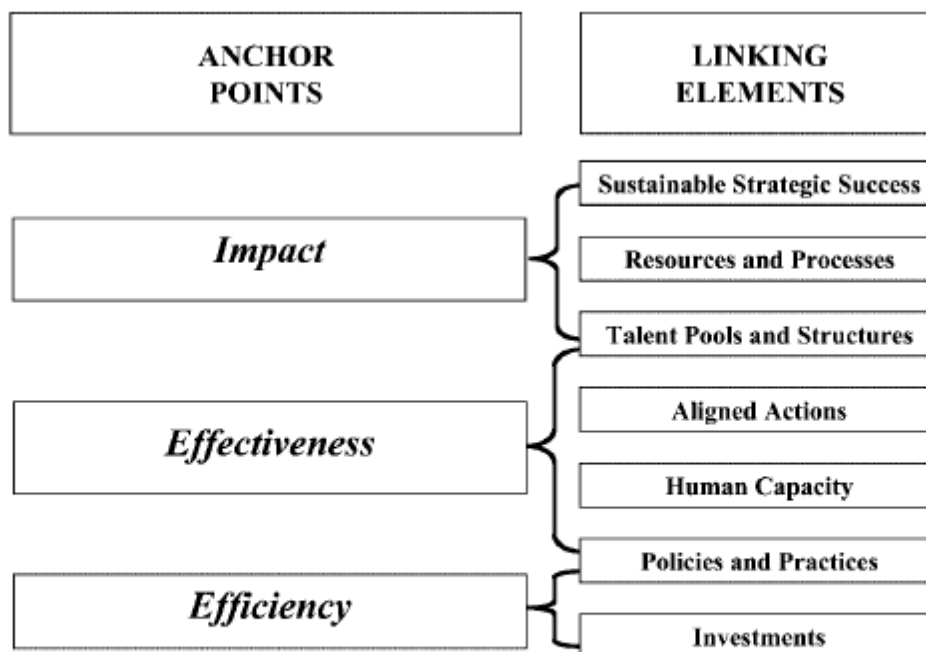 ANCHOR
POINTS
LINKING
ELEMENTS
Impact
Sustainable Strategic Success
Resources and Processes
Talent Pools and Structures
Effectiveness
Aligned Actions
Human Capacity
Policies and Practices
Efficiency
Investments